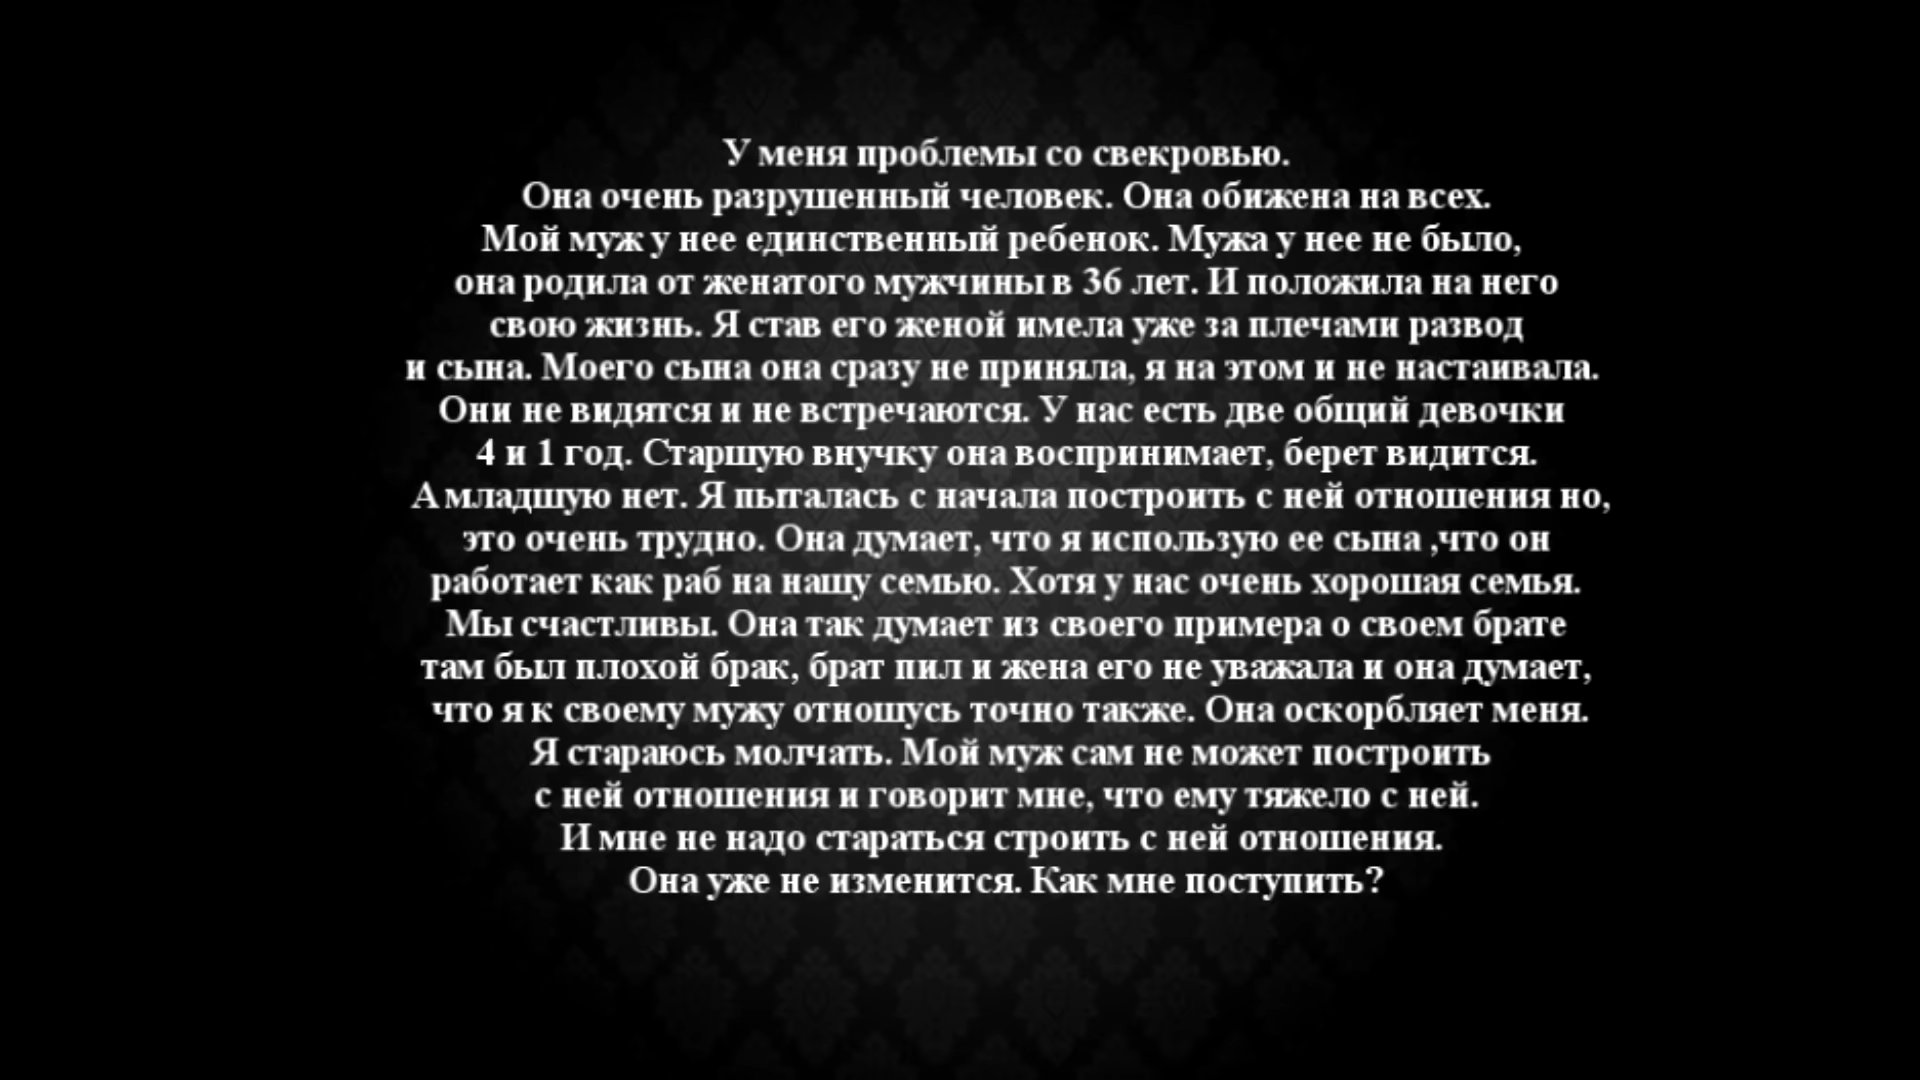 У меня проблемы со свекровью.
Она очень разрушенный человек. Она обижена на всех.
Мой муж у нее единственный ребенок. Мужа у нее не было,
она родила от женатого мужчины в 36 лет. И положила на него
свою жизнь. Я став его женой имела уже за плечами развод
и сына. Моего сына она сразу не приняла, я на этом и не настаивала.
Они не видятся и не встречаются. У нас есть две общий девочки
4 и 1 год. Старшую внучку она воспринимает, берет видится.
А младшую нет. Я пыталась с начала построить с ней отношения но,
это очень трудно. Она думает, что я использую ее сына ,что он
работает как раб на нашу семью. Хотя у нас очень хорошая семья.
Мы счастливы. Она так думает из своего примера о своем брате
там был плохой брак, брат пил и жена его не уважала и она думает,
что я к своему мужу отношусь точно также. Она оскорбляет меня.
Я стараюсь молчать. Мой муж сам не может построить
с ней отношения и говорит мне, что ему тяжело с ней.
И мне не надо стараться строить с ней отношения.
Она уже не изменится. Как мне поступить?